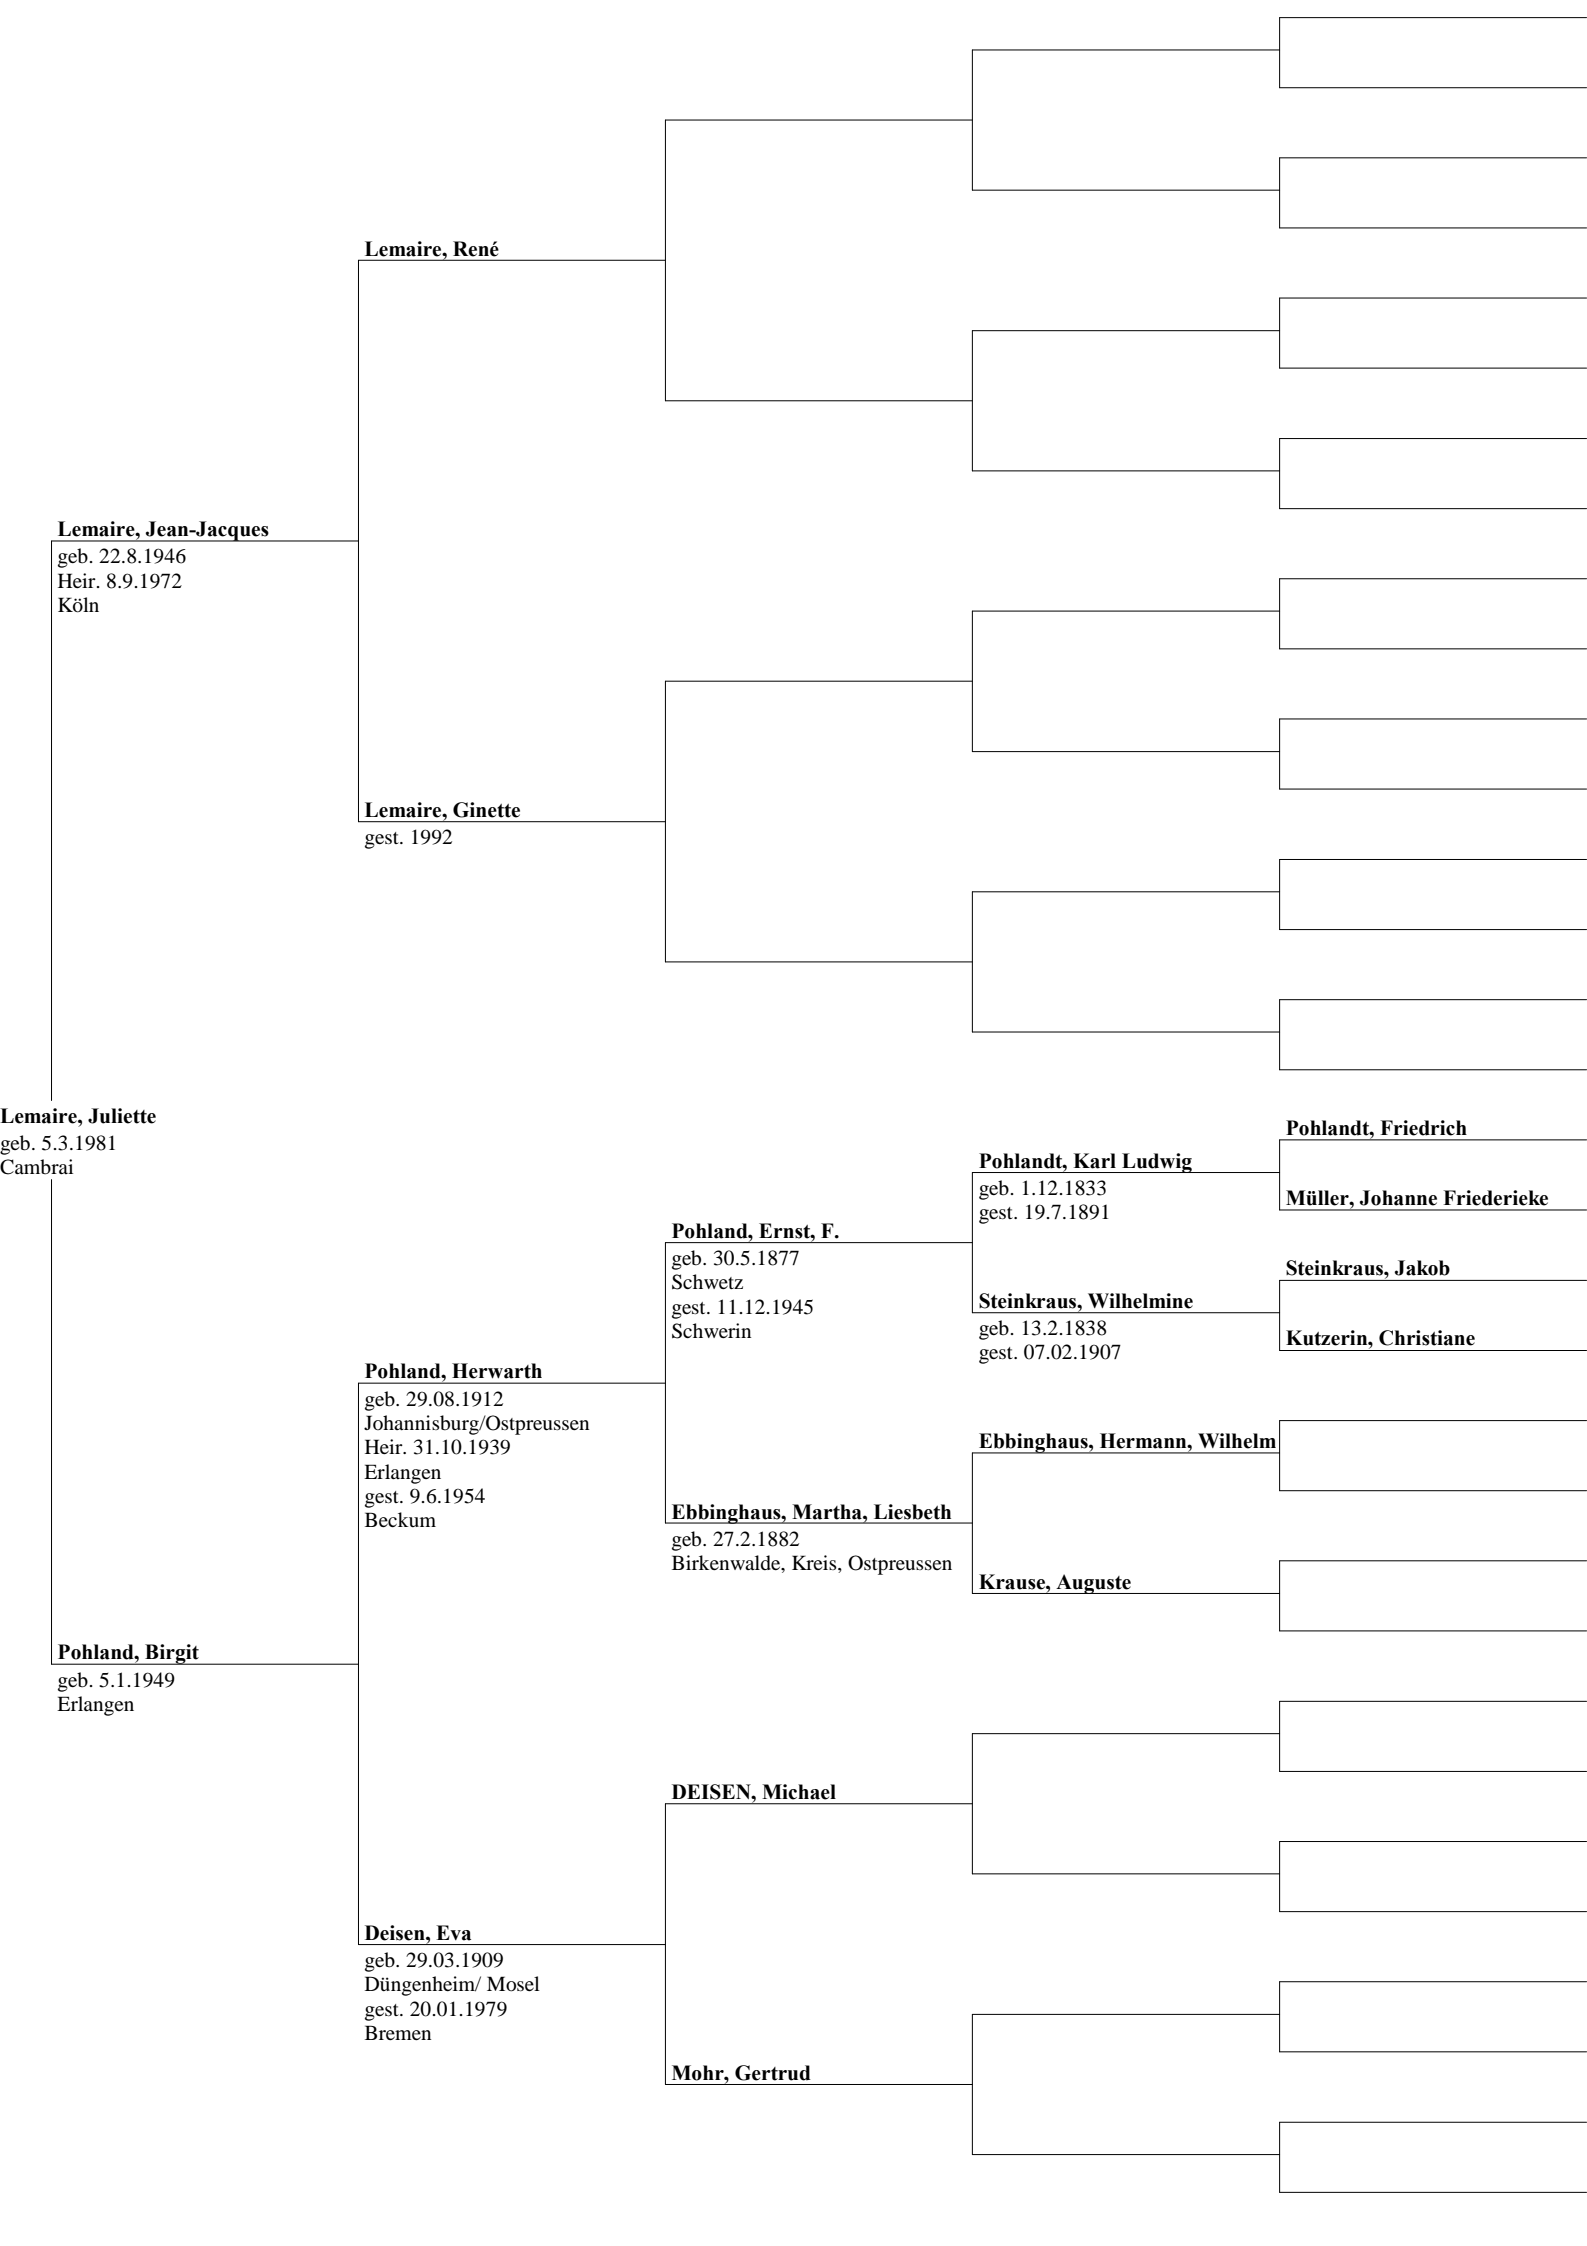 Lemaire, René
Lemaire, Jean-Jacques
geb. 22.8.1946
Heir. 8.9.1972
Köln
Lemaire, Ginette
gest. 1992
Lemaire, Juliette
geb. 5.3.1981
Cambrai
Pohlandt, Friedrich
Pohlandt, Karl Ludwig
geb. 1.12.1833
gest. 19.7.1891
Müller, Johanne Friederieke
Pohland, Ernst, F.
geb. 30.5.1877
Schwetz
gest. 11.12.1945
Schwerin
Steinkraus, Jakob
Steinkraus, Wilhelmine
geb. 13.2.1838
gest. 07.02.1907
Kutzerin, Christiane
Pohland, Herwarth
geb. 29.08.1912
Johannisburg/Ostpreussen
Heir. 31.10.1939
Erlangen
gest. 9.6.1954
Beckum
Ebbinghaus, Hermann, Wilhelm
Ebbinghaus, Martha, Liesbeth
geb. 27.2.1882
Birkenwalde, Kreis, Ostpreussen
Krause, Auguste
Pohland, Birgit
geb. 5.1.1949
Erlangen
DEISEN, Michael
Deisen, Eva
geb. 29.03.1909
Düngenheim/ Mosel
gest. 20.01.1979
Bremen
Mohr, Gertrud